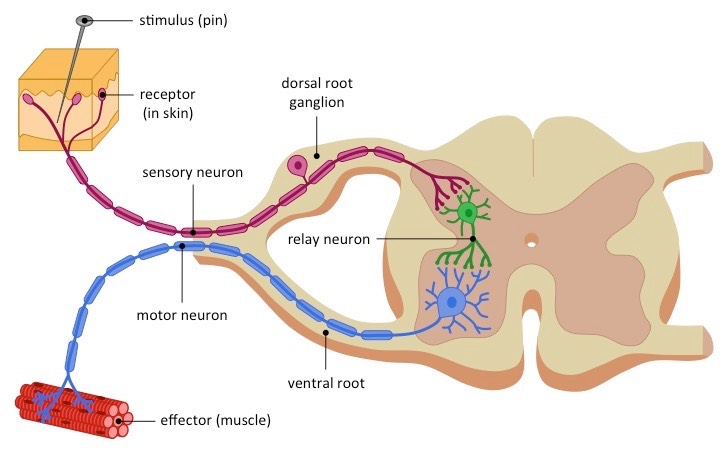 stimulus (pin)
receptor
(in skin)
dorsal root
ganglion
sensory neuron
relay neuron
motor neuron
ventral root
effector (muscle)